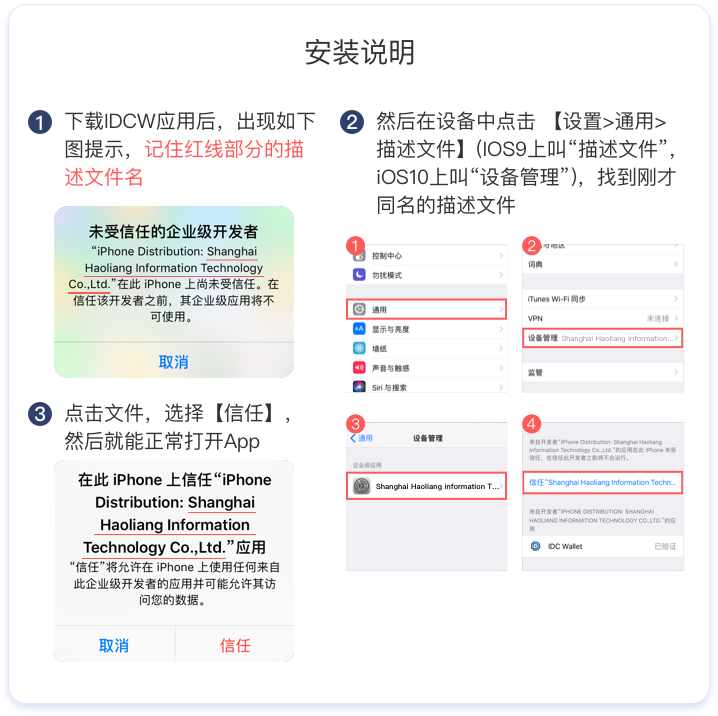 安装说明
1
下载IDCW应用后，出现如下
图提示，记住红线部分的描
述文件名
未受信任的企业级开发者
“iPhone Distribution: Shanghai
Haoliang Information Technology
Co.,Ltd.”在此 iPhone 上尚未受信任。在
信任该开发者之前，其企业级应用将不
可使用。
取消
2
然后在设备中点击 【设置>通用>
描述文件】(IOS9上叫“描述文件”，
iOS10上叫“设备管理”)，找到刚才
同名的描述文件
1
控制中心
勿扰模式
通用
AA 显示与亮度
墙纸
声音与触感
Siri 与搜索
2
与地区
词典
iTunes Wi-Fi 同步
VPN 未连接
设备管理 Shanghai Haoliang Information...
监管
3
通用 设备管理
企业级应用
Shanghai Haoliang Information T...
4
来自开发者“iPhone Distribution: Shanghai Haoliang
Information Technology Co.,Ltd.”的应用在此 iPhone 未受
信任，在信任此开发者之前将不会运行。
信任“Shanghai Haoliang Information Techn...
来自开发者“IPHONE DISTRIBUTION: SHANGHAI
HAOLIANG INFORMATION TECHNOLOGY CO.,LTD.”的应
用
IDC Wallet 已验证
3
点击文件，选择【信任】，
然后就能正常打开App
在此 iPhone 上信任“iPhone
Distribution: Shanghai
Haoliang Information
Technology Co.,Ltd.”应用
“信任”将允许在 iPhone 上使用任何来自
此企业级开发者的应用并可能允许其访
问您的数据。
取消 信任